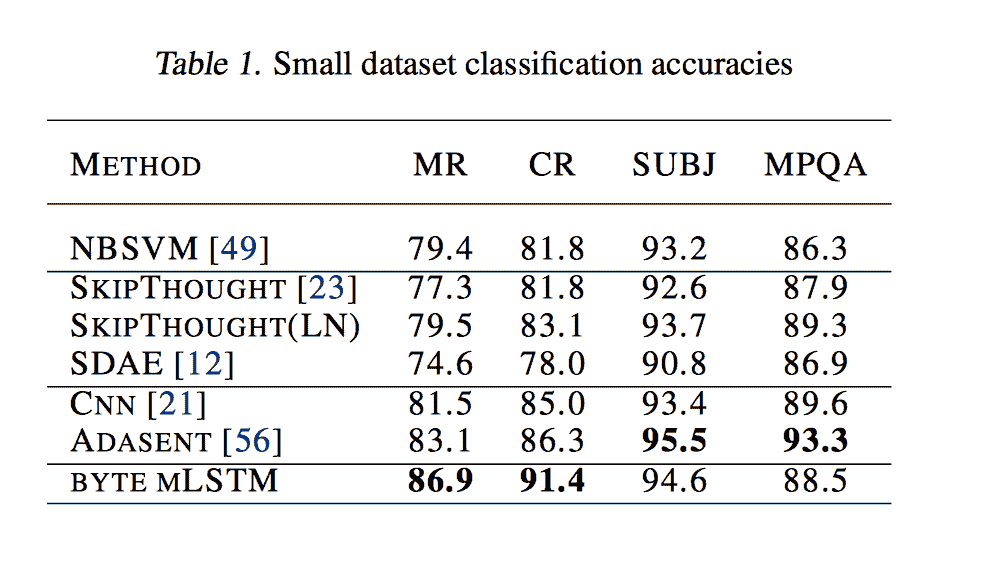 Table 1. Small dataset classification accuracies
METHOD MR CR SUBJ MPQA
NBSVM [49] 79.4 81.8 93.2 86.3
SKIPTHOUGHT [23] 77.3 81.8 92.6 87.9
SKIPTHOUGHT(LN) 79.5 83.1 93.7 89.3
SDAE [12] 74.6 78.0 90.8 86.9
CNN [21] 81.5 85.0 93.4 89.6
ADASENT [56] 83.1 86.3 95.5 93.3
BYTE MLSTM 86.9 91.4 94.6 88.5